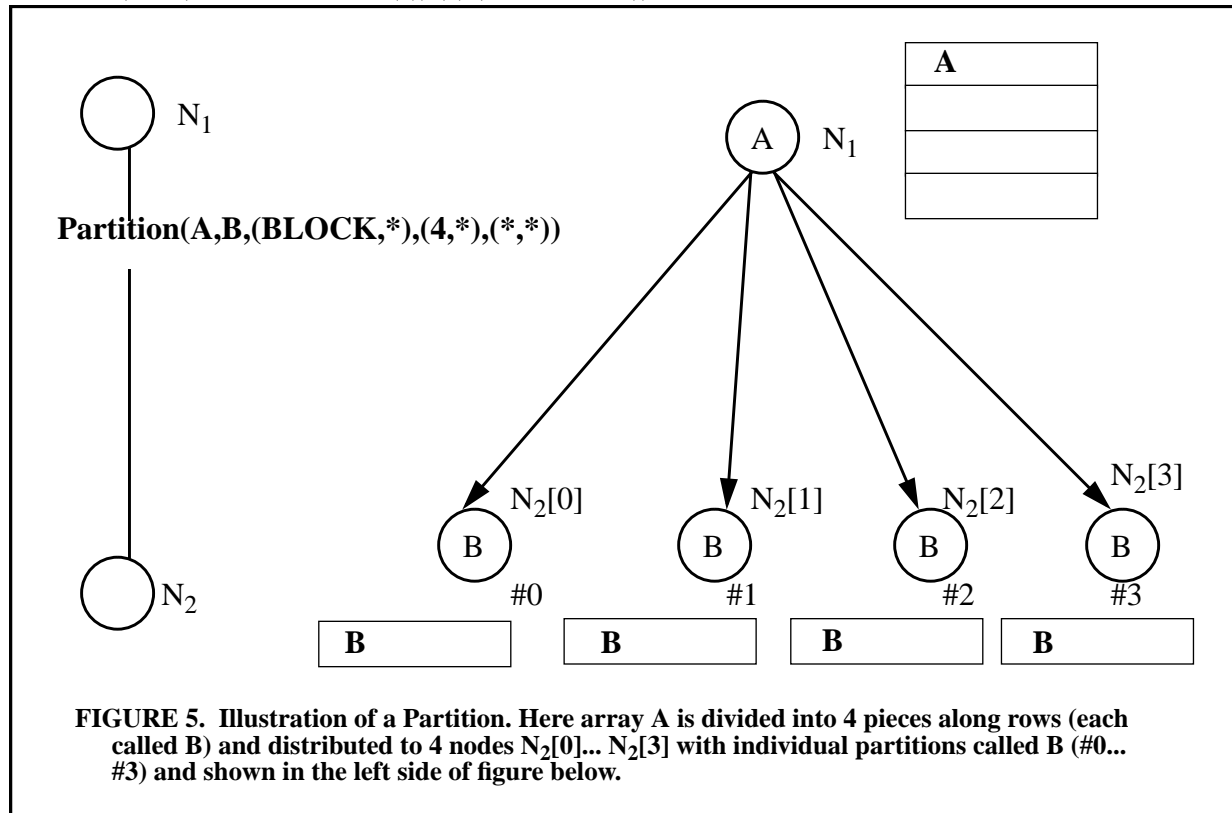 N1
Partition(A,B,(BLOCK,*),(4,*),(*,*))
N2
A
A
N1
N2[0]
N2[1]
N2[2]
N2[3]
B
B
B
B
#0
#1
#2
#3
B
B
B
B
FIGURE 5. Illustration of a Partition. Here array A is divided into 4 pieces along rows (each
called B) and distributed to 4 nodes N2[0]... N2[3] with individual partitions called B (#0...
#3) and shown in the left side of figure below.